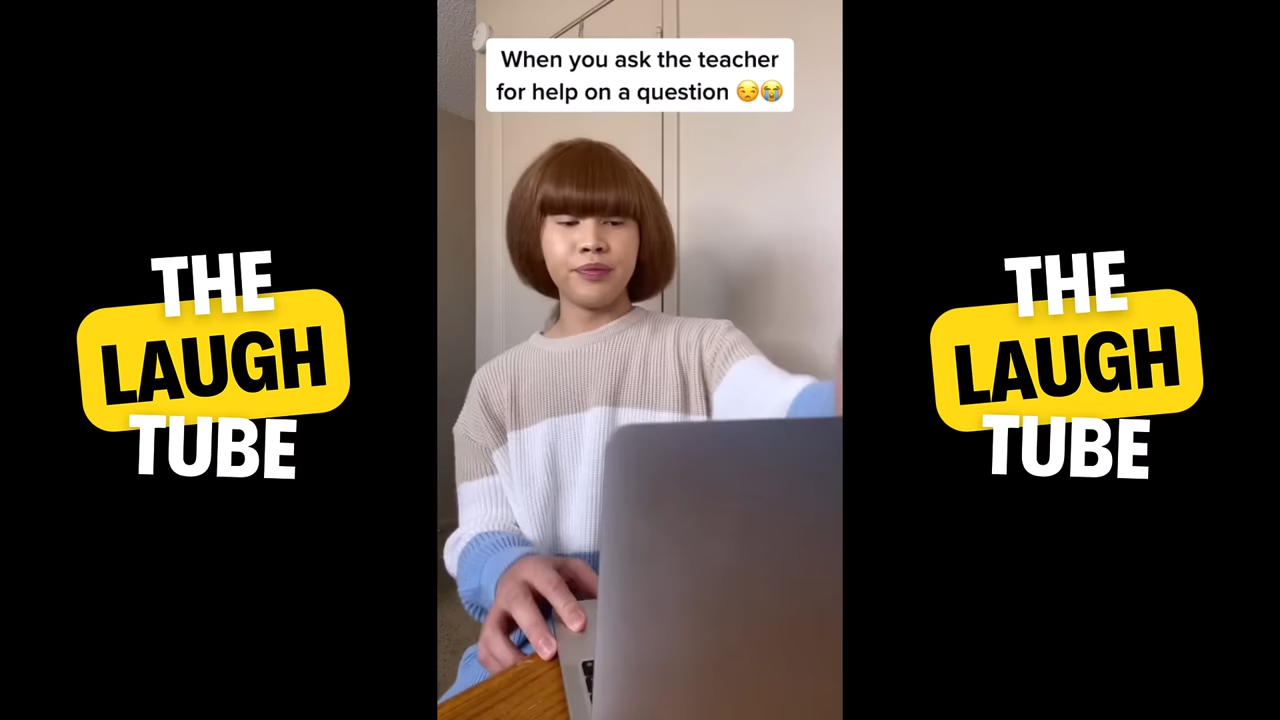 When you ask the teacher
for help on a question 😒😭
THE
LAUGH
TUBE
THE
LAUGH
TUBE